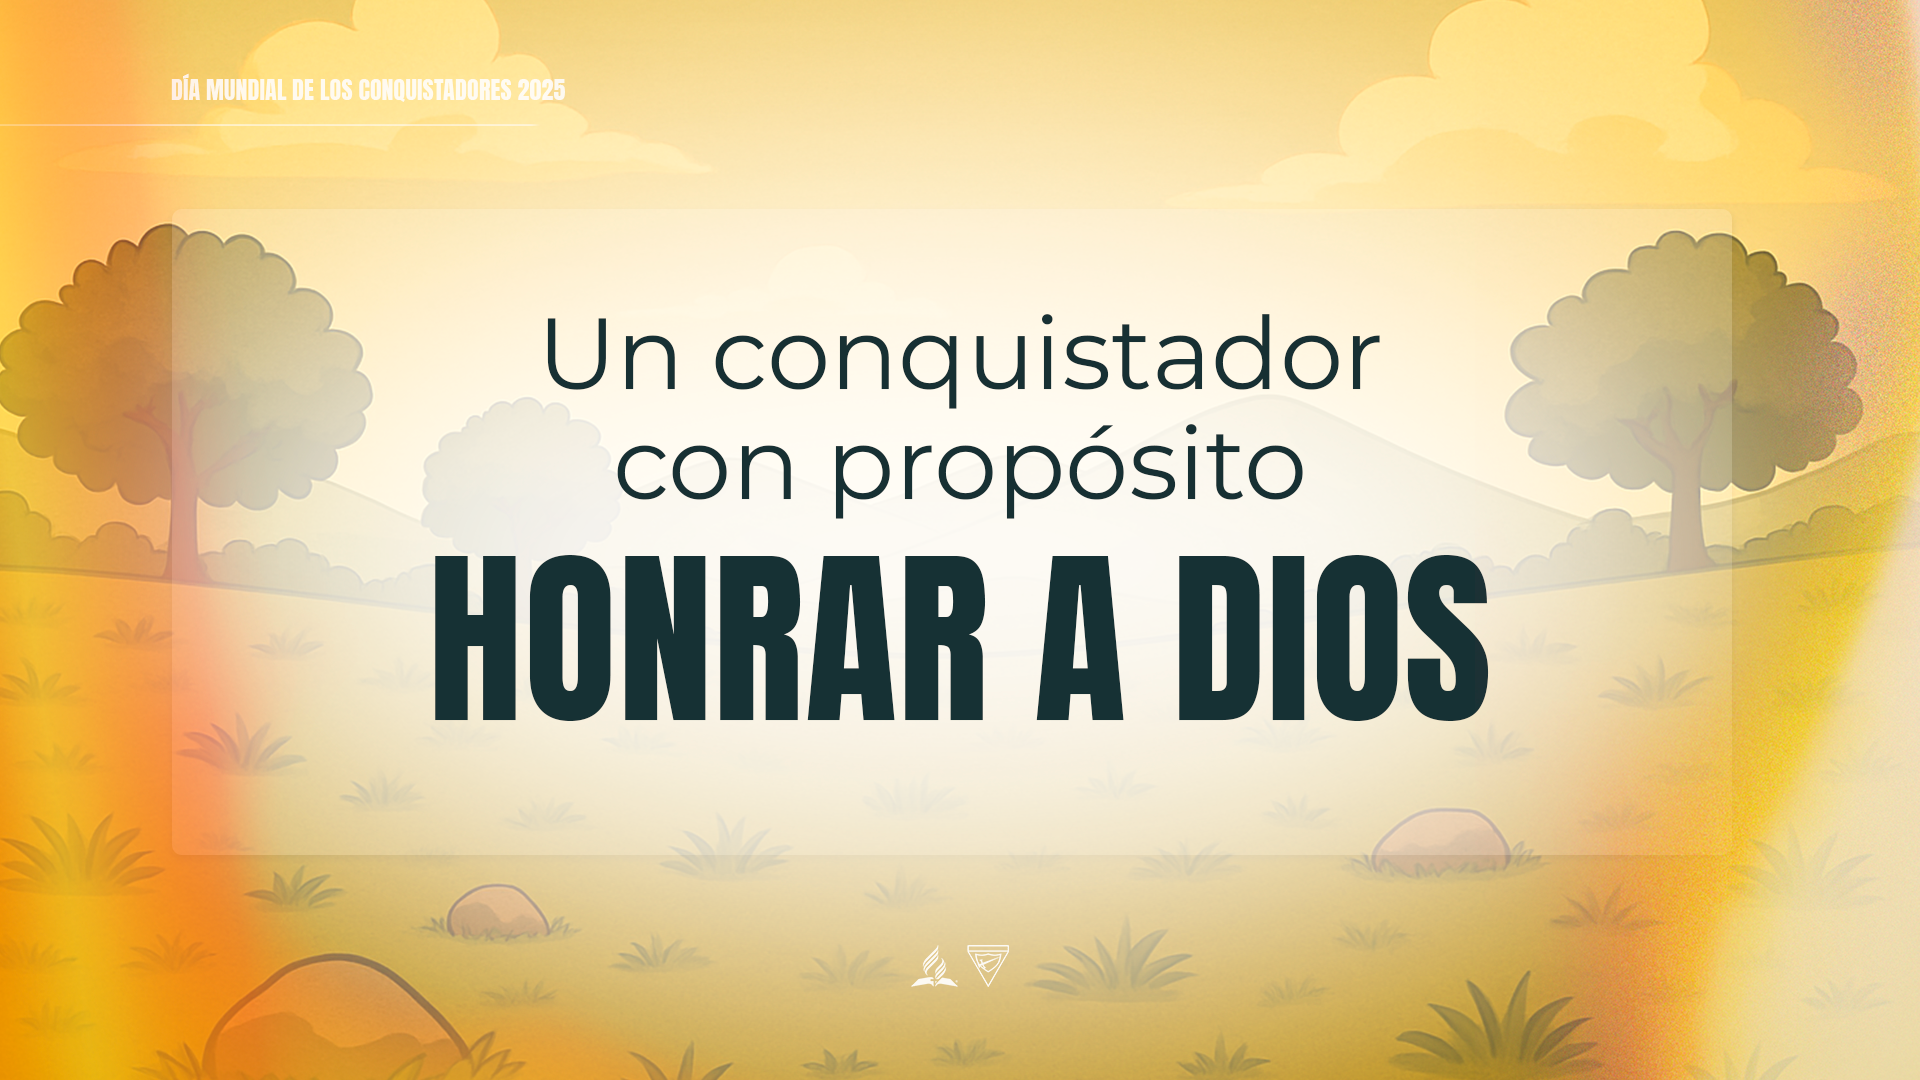 DÍA MUNDIAL DE LOS CONQUISTADORES 2025
Un conquistador
con propósito
HONRAR A DIOS